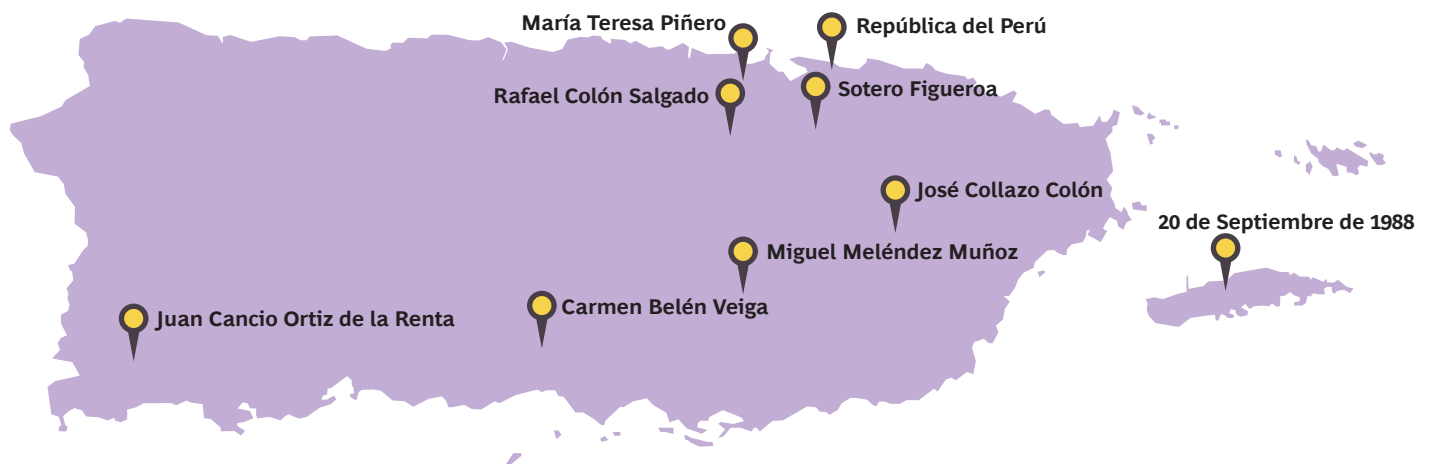 María Teresa Piñero
República del Perú
Rafael Colón Salgado
Sotero Figueroa
José Collazo Colón
20 de Septiembre de 1988
Miguel Meléndez Muñoz
Carmen Belén Veiga
Juan Cancio Ortiz de la Renta